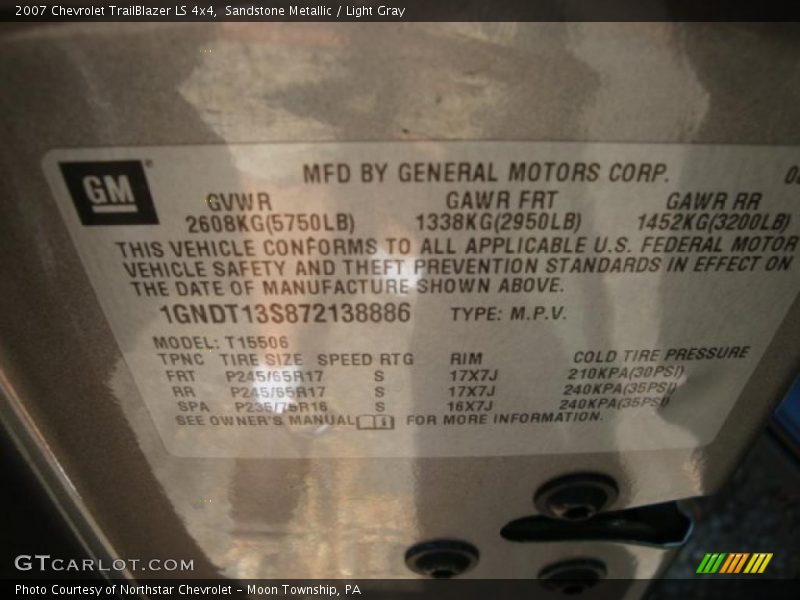 2007 Chevrolet TrailBlazer LS 4x4, Sandstone Metallic / Light Gray
GM
MFD BY GENERAL MOTORS CORP.
GVWR GAWR FRT GAWR RR
2608KG(5750LB) 1338KG(2950LB) 1452KG(3200LB)
THIS VEHICLE CONFORMS TO ALL APPLICABLE U.S. FEDERAL MOTOR
VEHICLE SAFETY AND THEFT PREVENTION STANDARDS IN EFFECT ON
THE DATE OF MANUFACTURE SHOWN ABOVE.
1GNDT13S872138886 TYPE: M.P.V.
MODEL: T15506
TPNC TIRE SIZE SPEED RTG RIM COLD TIRE PRESSURE
FRT P245/65R17 S 17X7J 210KPA(30PSI)
RR P245/65R17 S 17X7J 240KPA(35PSI)
SPA P235/75R16 S 16X7J 240KPA(35PSI)
SEE OWNER'S MANUAL FOR MORE INFORMATION.
GTCARLOT.COM
Photo Courtesy of Northstar Chevrolet - Moon Township, PA